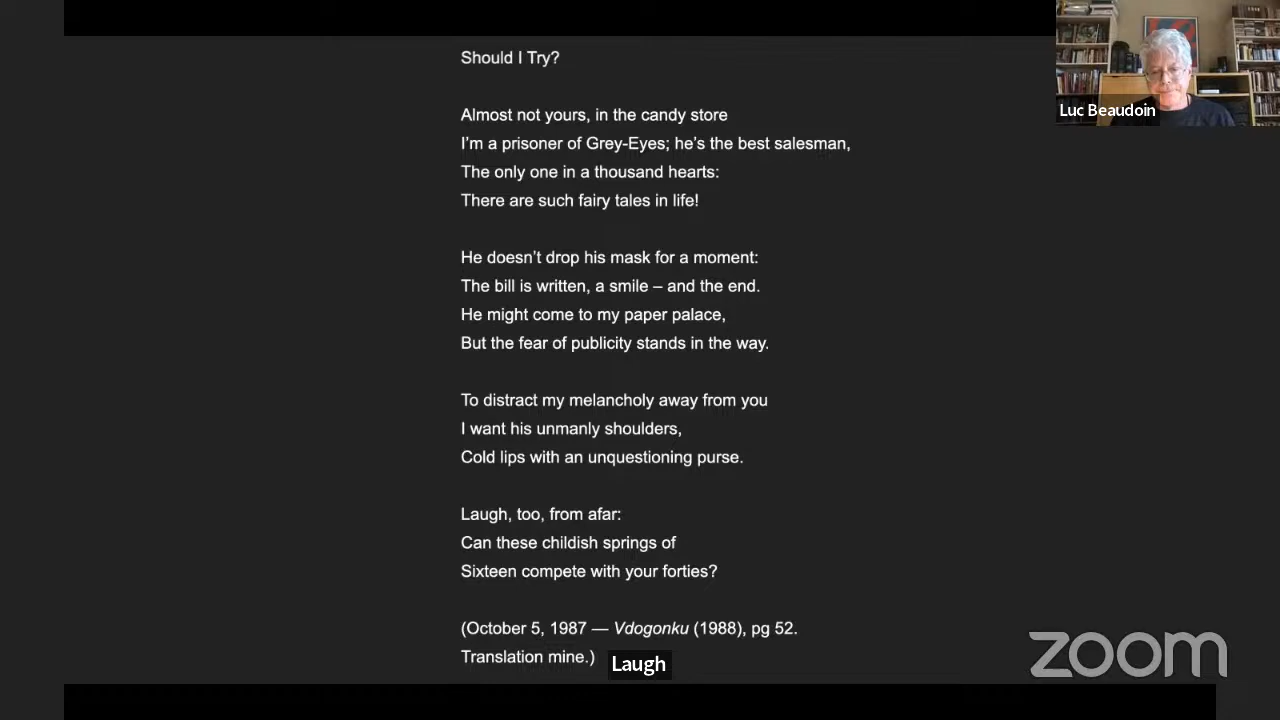 Should I Try?
Almost not yours, in the candy store
I'm a prisoner of Grey-Eyes; he's the best salesman,
The only one in a thousand hearts:
There are such fairy tales in life!
He doesn't drop his mask for a moment:
The bill is written, a smile – and the end.
He might come to my paper palace,
But the fear of publicity stands in the way.
To distract my melancholy away from you
I want his unmanly shoulders,
Cold lips with an unquestioning purse.
Laugh, too, from afar:
Can these childish springs of
Sixteen compete with your forties?
(October 5, 1987 — Vdogonku (1988), pg 52.
Translation mine.)
Laugh
Luc Beaudoin
zoom